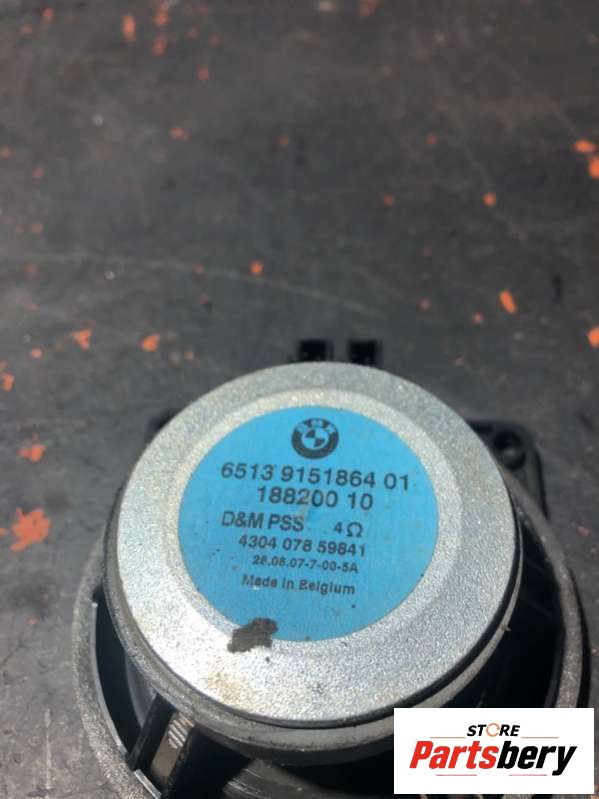 BMW
6513 9151864 01
188200 10
D&M PSS 4Ω
4304 078 59841
28.08.07-7-00-5A
Made in Belgium
STORE
Partsbery